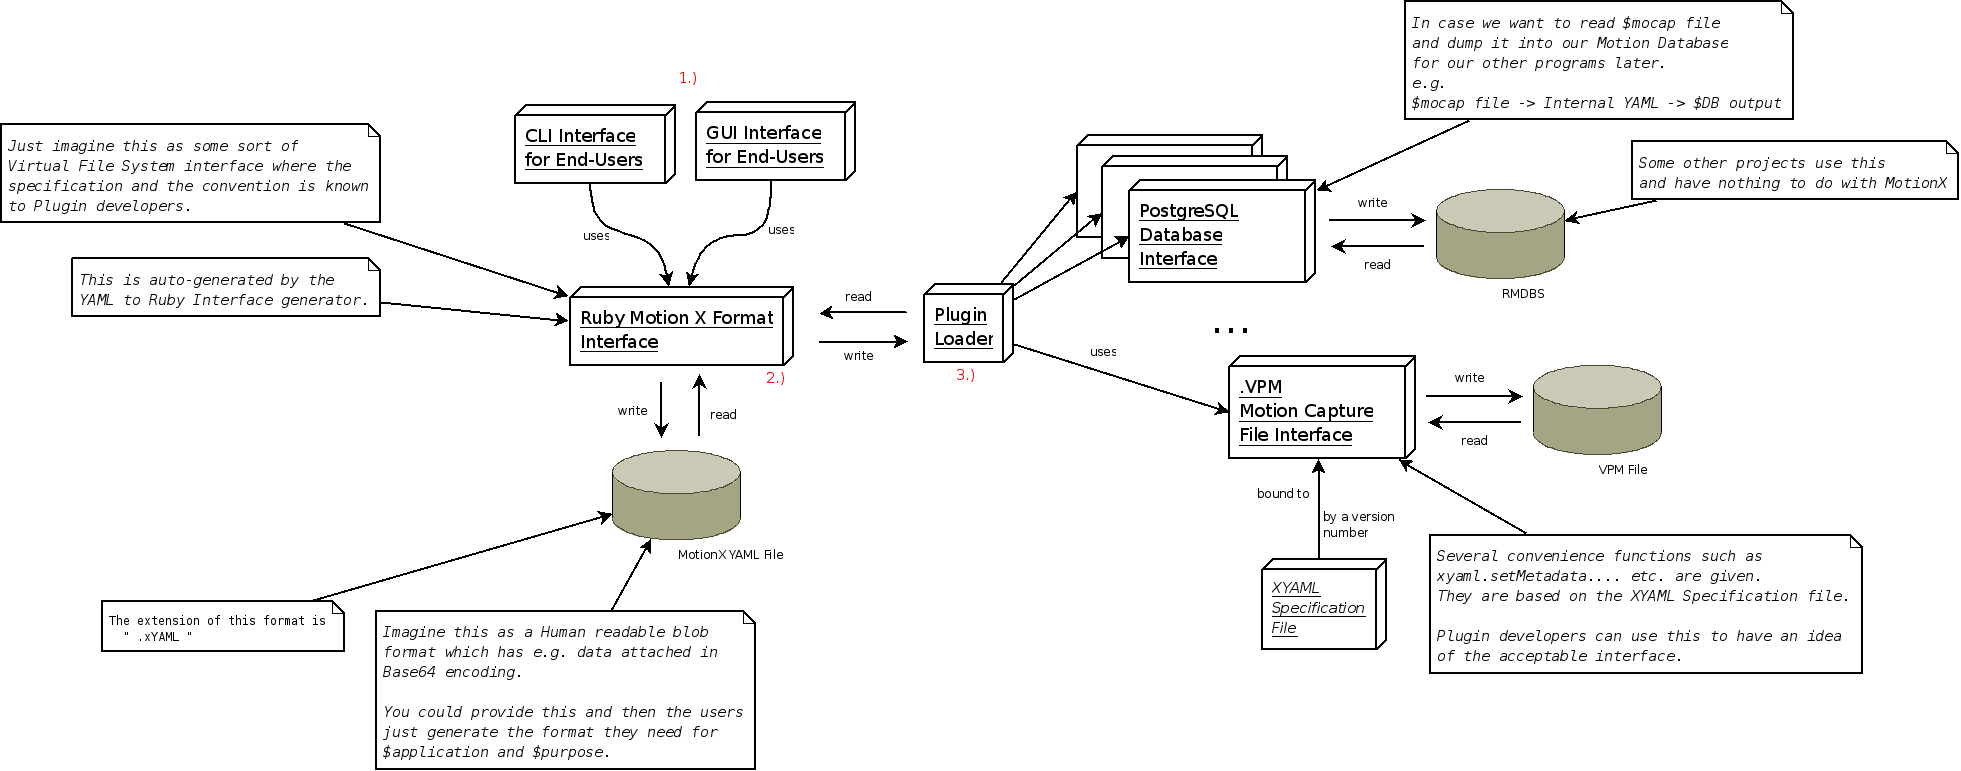 In case we want to read $mocap file
and dump it into our Motion Database
for our other programs later.
e.g.
$mocap file -> Internal YAML -> $DB output
1.)
CLI Interface
for End-Users
GUI Interface
for End-Users
Just imagine this as some sort of
Virtual File System interface where the
specification and the convention is known
to Plugin developers.
Some other projects use this
and have nothing to do with MotionX
PostgreSQL
Database
Interface
write
read
RMDBS
uses
uses
This is auto-generated by the
YAML to Ruby Interface generator.
Ruby Motion X Format
Interface
2.)
read
write
Plugin
Loader
3.)
...
uses
.VPM
Motion Capture
File Interface
write
read
VPM File
write
read
MotionX YAML File
bound to
by a version
number
XYAML
Specification
File
Several convenience functions such as
xyaml.setMetadata.... etc. are given.
They are based on the XYAML Specification file.
Plugin developers can use this to have an idea
of the acceptable interface.
The extension of this format is
" .xYAML "
Imagine this as a Human readable blob
format which has e.g. data attached in
Base64 encoding.
You could provide this and then the users
just generate the format they need for
$application and $purpose.